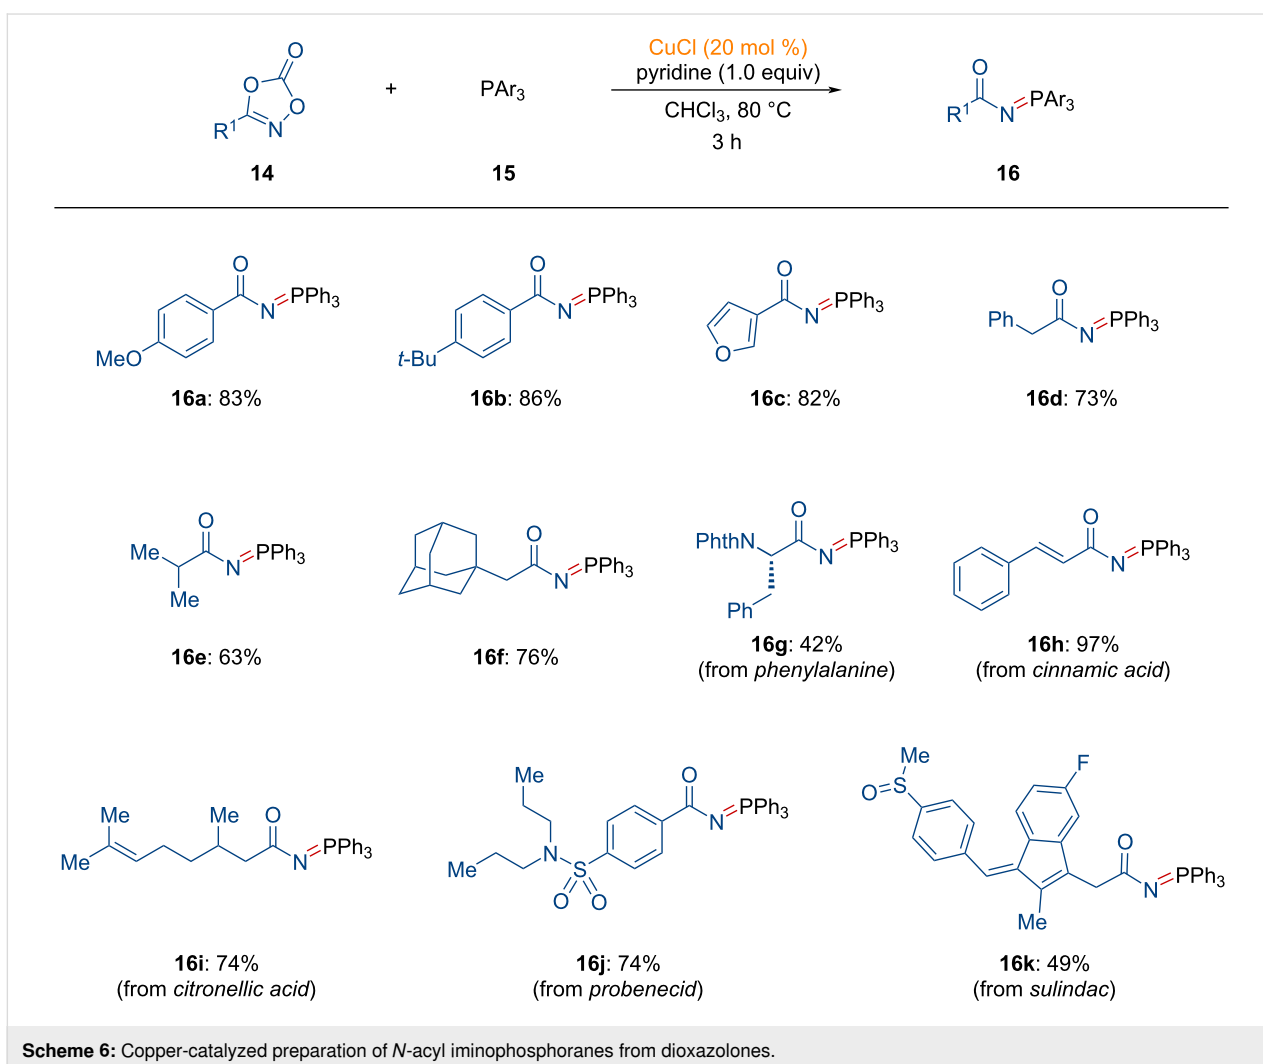 O
O
O
N
R¹
14
+
PAr₃
15
CuCl (20 mol %)
pyridine (1.0 equiv)
CHCl₃, 80 °C
3 h
O
R¹
N
PAr₃
16
O
N
PPh₃
MeO
16a: 83%
O
N
PPh₃
t-Bu
16b: 86%
O
N
PPh₃
O
16c: 82%
O
Ph
N
PPh₃
16d: 73%
O
Me
N
PPh₃
Me
16e: 63%
O
N
PPh₃
16f: 76%
O
PhthN
N
PPh₃
Ph
16g: 42%
(from phenylalanine)
O
N
PPh₃
16h: 97%
(from cinnamic acid)
Me
Me
O
Me
N
PPh₃
16i: 74%
(from citronellic acid)
Me
O
N
PPh₃
Me
N
S
O
O
16j: 74%
(from probenecid)
Me
O
S
F
O
N
PPh₃
Me
16k: 49%
(from sulindac)
Scheme 6: Copper-catalyzed preparation of N-acyl iminophosphoranes from dioxazolones.